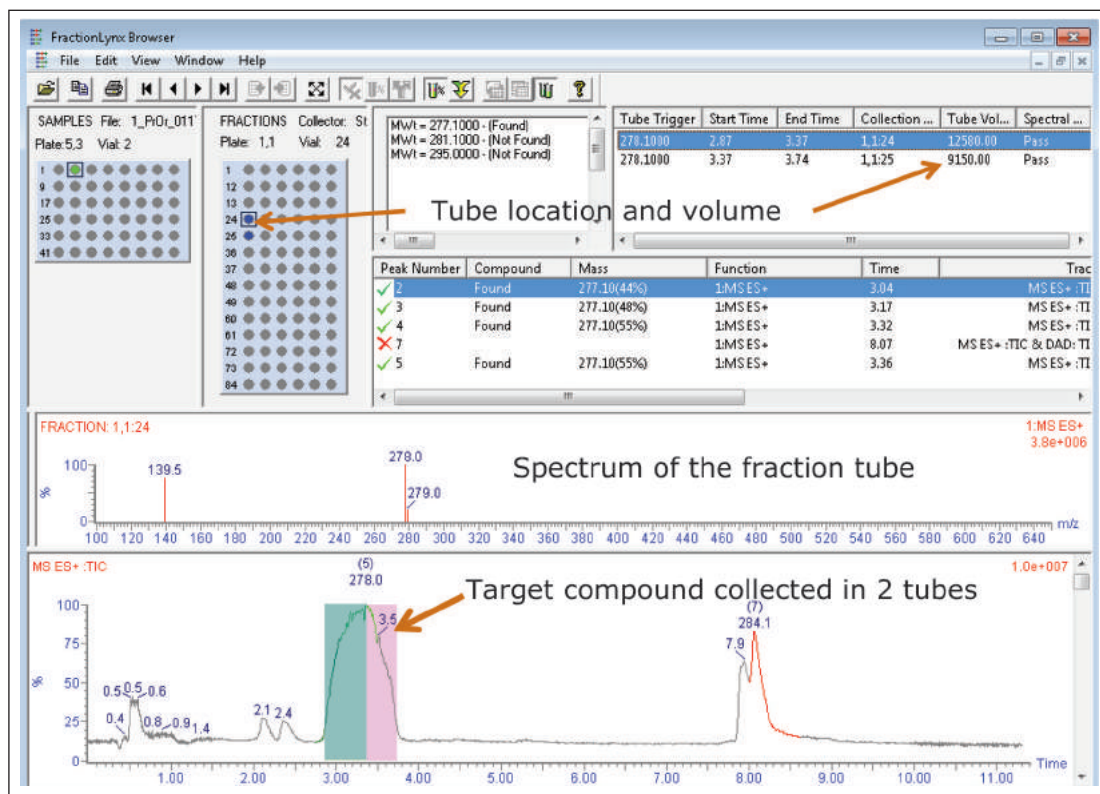 FractionLynx Browser
File Edit View Window Help
SAMPLES File: 1_PrOr_011
Plate:5,3 Vial: 2
1
9
17
25
33
41
FRACTIONS Collector: St
Plate: 1,1 Vial: 24
1
12
13
24
25
36
37
48
49
60
61
72
73
84
MWt = 277.1000 - (Found)
MWt = 281.1000 - (Not Found)
MWt = 295.0000 - (Not Found)
Tube Trigger Start Time End Time Collection ... Tube Vol... Spectral ...
278.1000 2.87 3.37 1,1:24 12580.00 Pass
278.1000 3.37 3.74 1,1:25 9150.00 Pass
Tube location and volume
Peak Number Compound Mass Function Time Trac
2 Found 277.10(44%) 1:MS ES+ 3.04 MS ES+ :TI
3 Found 277.10(48%) 1:MS ES+ 3.17 MS ES+ :TI
4 Found 277.10(55%) 1:MS ES+ 3.32 MS ES+ :TI
7 1:MS ES+ 8.07 MS ES+ :TIC & DAD: TI
5 Found 277.10(55%) 1:MS ES+ 3.36 MS ES+ :TI
FRACTION: 1,1:24
1:MS ES+
3.8e+006
Spectrum of the fraction tube
100
%
0
139.5
278.0
279.0
100 120 140 160 180 200 220 240 260 280 300 320 340 360 380 400 420 440 460 480 500 520 540 560 580 600 620 640
m/z
MS ES+ :TIC
1.0e+007
(5)
278.0
Target compound collected in 2 tubes
100
75
%
50
25
0
0.4
0.5
0.5
0.6
0.8
0.9
1.4
2.1
2.4
3.5
7.9
(7)
284.1
1.00 2.00 3.00 4.00 5.00 6.00 7.00 8.00 9.00 10.00 11.00
Time